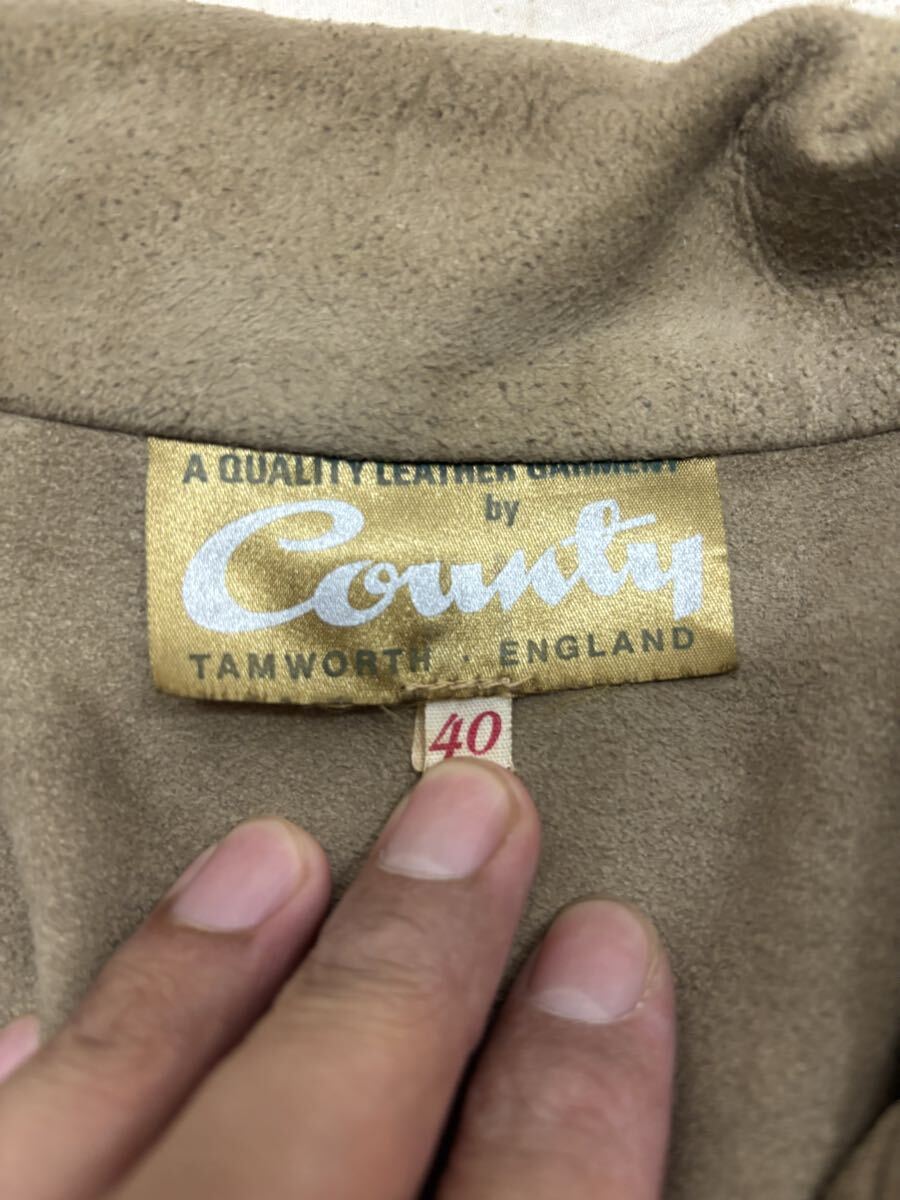 A QUALITY LEATHER GARMENT
by
County
TAMWORTH · ENGLAND
40